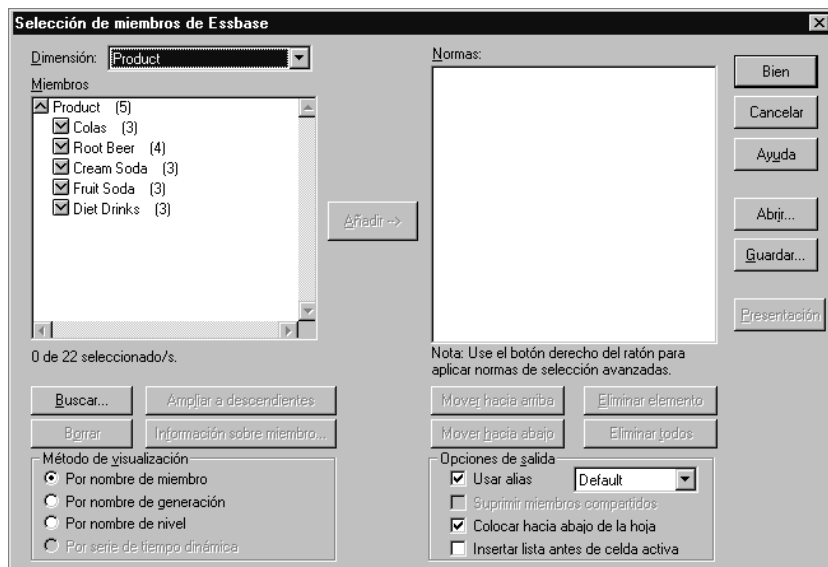 Selección de miembros de Essbase
Dimensión: Product
Miembros
Product (5)
Colas (3)
Root Beer (4)
Cream Soda (3)
Fruit Soda (3)
Diet Drinks (3)
0 de 22 seleccionado/s.
Añadir -->
Normas:
Nota: Use el botón derecho del ratón para
aplicar normas de selección avanzadas.
Bien
Cancelar
Ayuda
Abrir...
Guardar...
Presentación
Buscar... Ampliar a descendientes
Borrar Información sobre miembro...
Mover hacia arriba Eliminar elemento
Mover hacia abajo Eliminar todos
Método de visualización
Por nombre de miembro
Por nombre de generación
Por nombre de nivel
Por serie de tiempo dinámica
Opciones de salida
Usar alias Default
Suprimir miembros compartidos
Colocar hacia abajo de la hoja
Insertar lista antes de celda activa